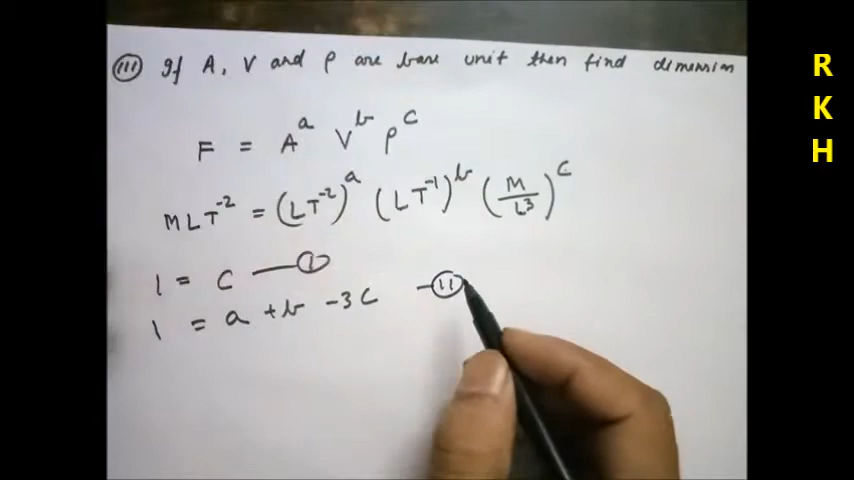 (III) If A, V and ρ are base unit then find dimension
F = A^a V^b ρ^c
MLT^-2 = (LT^-2)^a (LT^-1)^b (M/L^3)^c
1 = c — (I)
1 = a + b - 3c — (II)
R
K
H